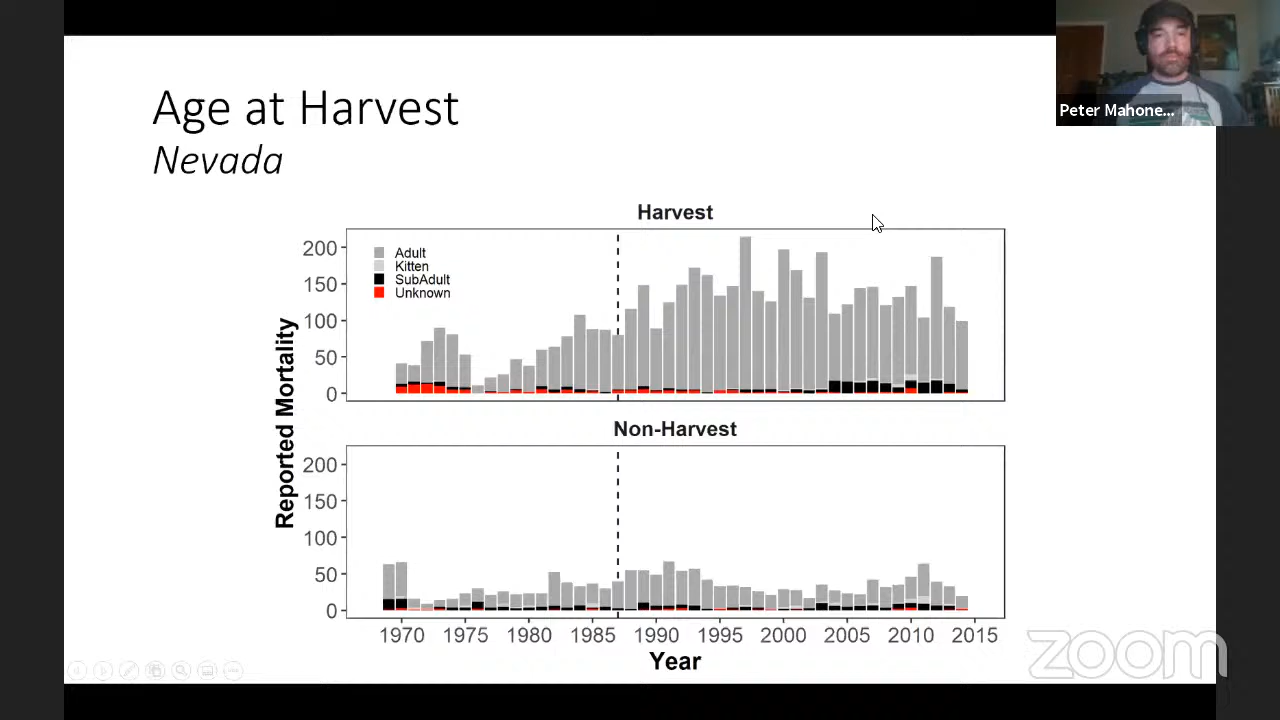 Peter Mahone...
Age at Harvest
Nevada
Harvest
200
150
100
50
0
Adult
Kitten
SubAdult
Unknown
Reported Mortality
Non-Harvest
200
150
100
50
0
1970 1975 1980 1985 1990 1995 2000 2005 2010 2015
Year
zoom